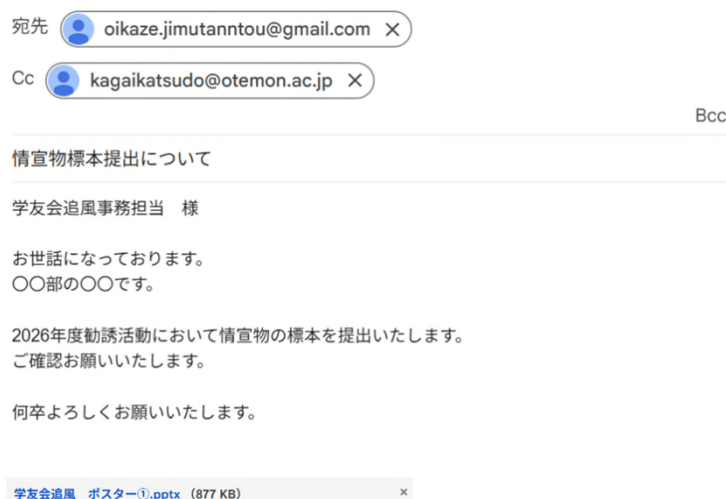 宛先 oikaze.jimutanntou@gmail.com ×
Cc kagaikatsudo@otemon.ac.jp ×
Bcc
情宣物標本提出について
学友会追風事務担当　様
お世話になっております。
〇〇部の〇〇です。
2026年度勧誘活動において情宣物の標本を提出いたします。
ご確認お願いいたします。
何卒よろしくお願いいたします。
学友会追風　ポスター①.pptx （877 KB） ×